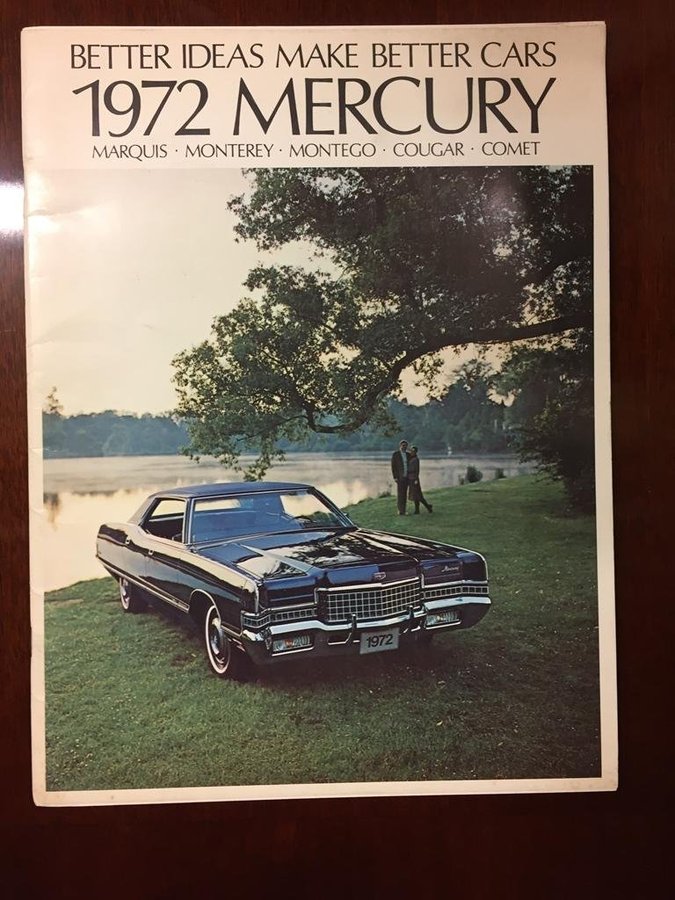 BETTER IDEAS MAKE BETTER CARS
1972 MERCURY
MARQUIS · MONTEREY · MONTEGO · COUGAR · COMET
1972